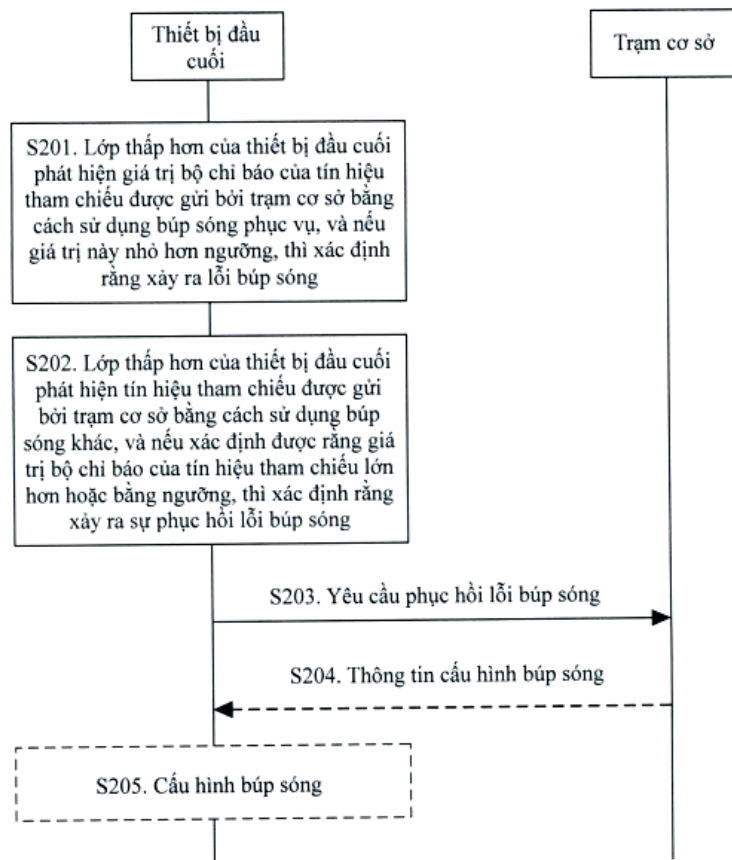 Thiết bị đầu
cuối
Trạm cơ sở
S201. Lớp thấp hơn của thiết bị đầu cuối
phát hiện giá trị bộ chỉ báo của tín hiệu
tham chiếu được gửi bởi trạm cơ sở bằng
cách sử dụng búp sóng phục vụ, và nếu
giá trị này nhỏ hơn ngưỡng, thì xác định
rằng xảy ra lỗi búp sóng
S202. Lớp thấp hơn của thiết bị đầu cuối
phát hiện tín hiệu tham chiếu được gửi
bởi trạm cơ sở bằng cách sử dụng búp
sóng khác, và nếu xác định được rằng giá
trị bộ chỉ báo của tín hiệu tham chiếu lớn
hơn hoặc bằng ngưỡng, thì xác định rằng
xảy ra sự phục hồi lỗi búp sóng
S203. Yêu cầu phục hồi lỗi búp sóng
S204. Thông tin cấu hình búp sóng
S205. Cấu hình búp sóng